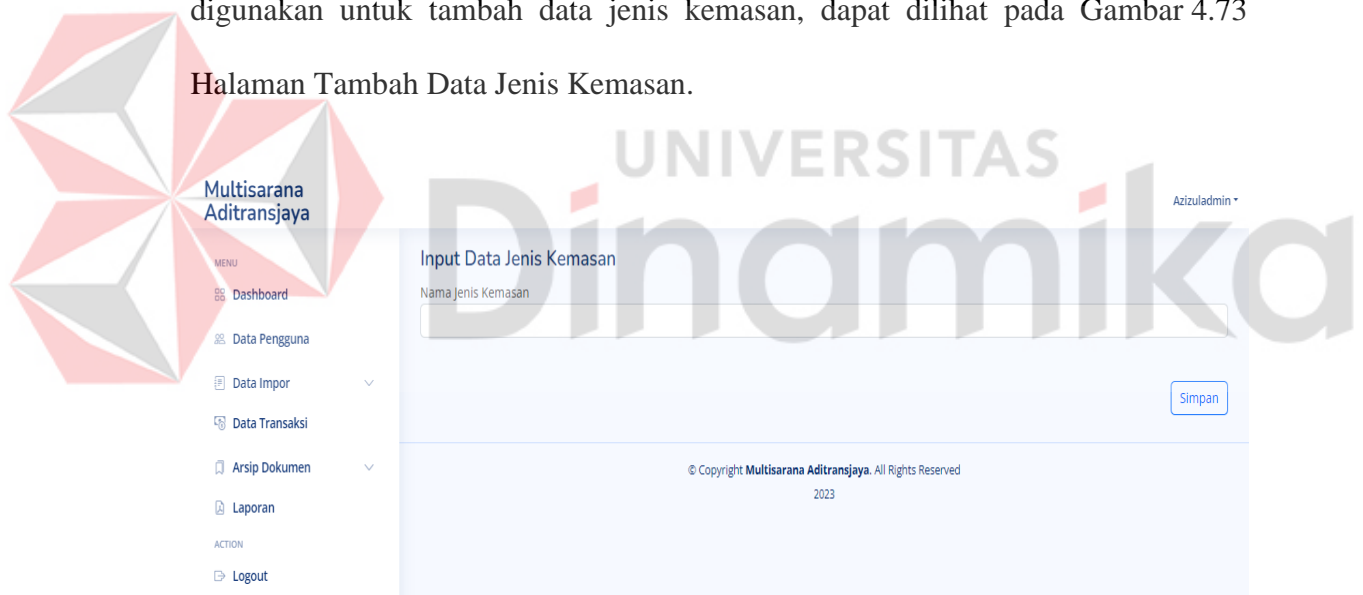 digunakan untuk tambah data jenis kemasan, dapat dilihat pada Gambar 4.73
Halaman Tambah Data Jenis Kemasan.
UNIVERSITAS
Dinamika
Multisarana
Aditransjaya
Azizuladmin
MENU
Dashboard
Data Pengguna
Data Impor
Data Transaksi
Arsip Dokumen
Laporan
ACTION
Logout
Input Data Jenis Kemasan
Nama Jenis Kemasan
Simpan
© Copyright Multisarana Aditransjaya. All Rights Reserved
2023